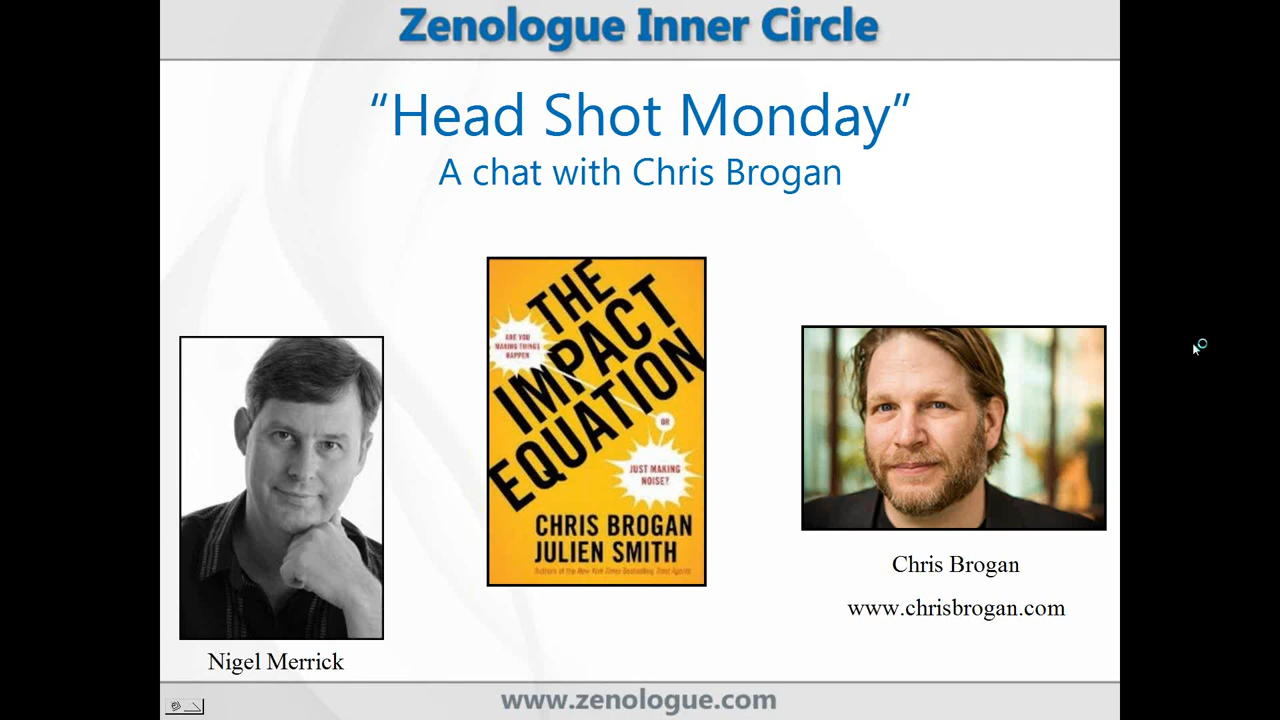 Zenologue Inner Circle
“Head Shot Monday”
A chat with Chris Brogan
THE
IMPACT
EQUATION
ARE YOU
MAKING THINGS
HAPPEN
OR
JUST MAKING
NOISE?
CHRIS BROGAN
JULIEN SMITH
Authors of the New York Times Bestselling Trust Agents
Nigel Merrick
Chris Brogan
www.chrisbrogan.com
www.zenologue.com